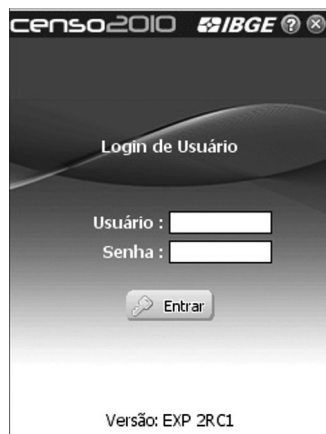 censo2010 IBGE ?
Login de Usuário
Usuário :
Senha :
Entrar
Versão: EXP 2RC1